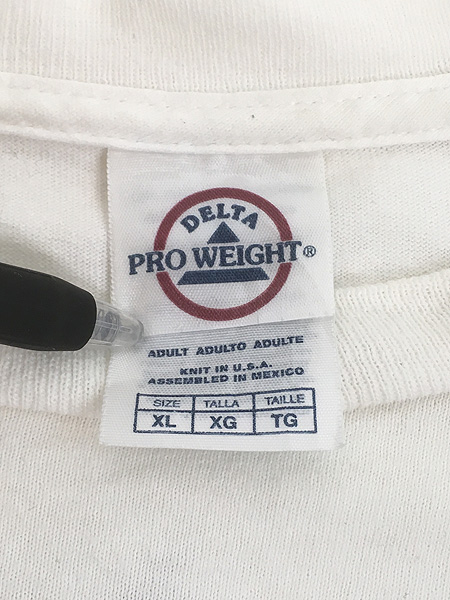 DELTA
PRO WEIGHT®
ADULT ADULTO ADULTE
KNIT IN U.S.A.
ASSEMBLED IN MEXICO
SIZE TALLA TAILLE
XL XG TG